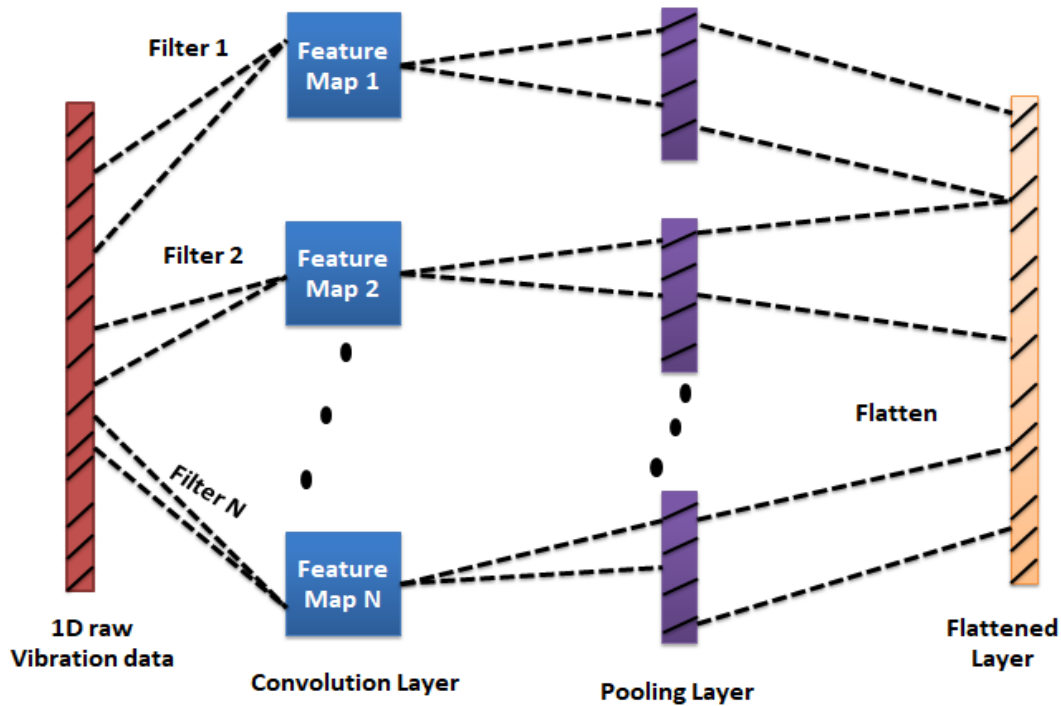 Filter 1
Feature
Map 1
Filter 2
Feature
Map 2
Flatten
Filter N
Feature
Map N
1D raw
Vibration data
Convolution Layer
Pooling Layer
Flattened
Layer